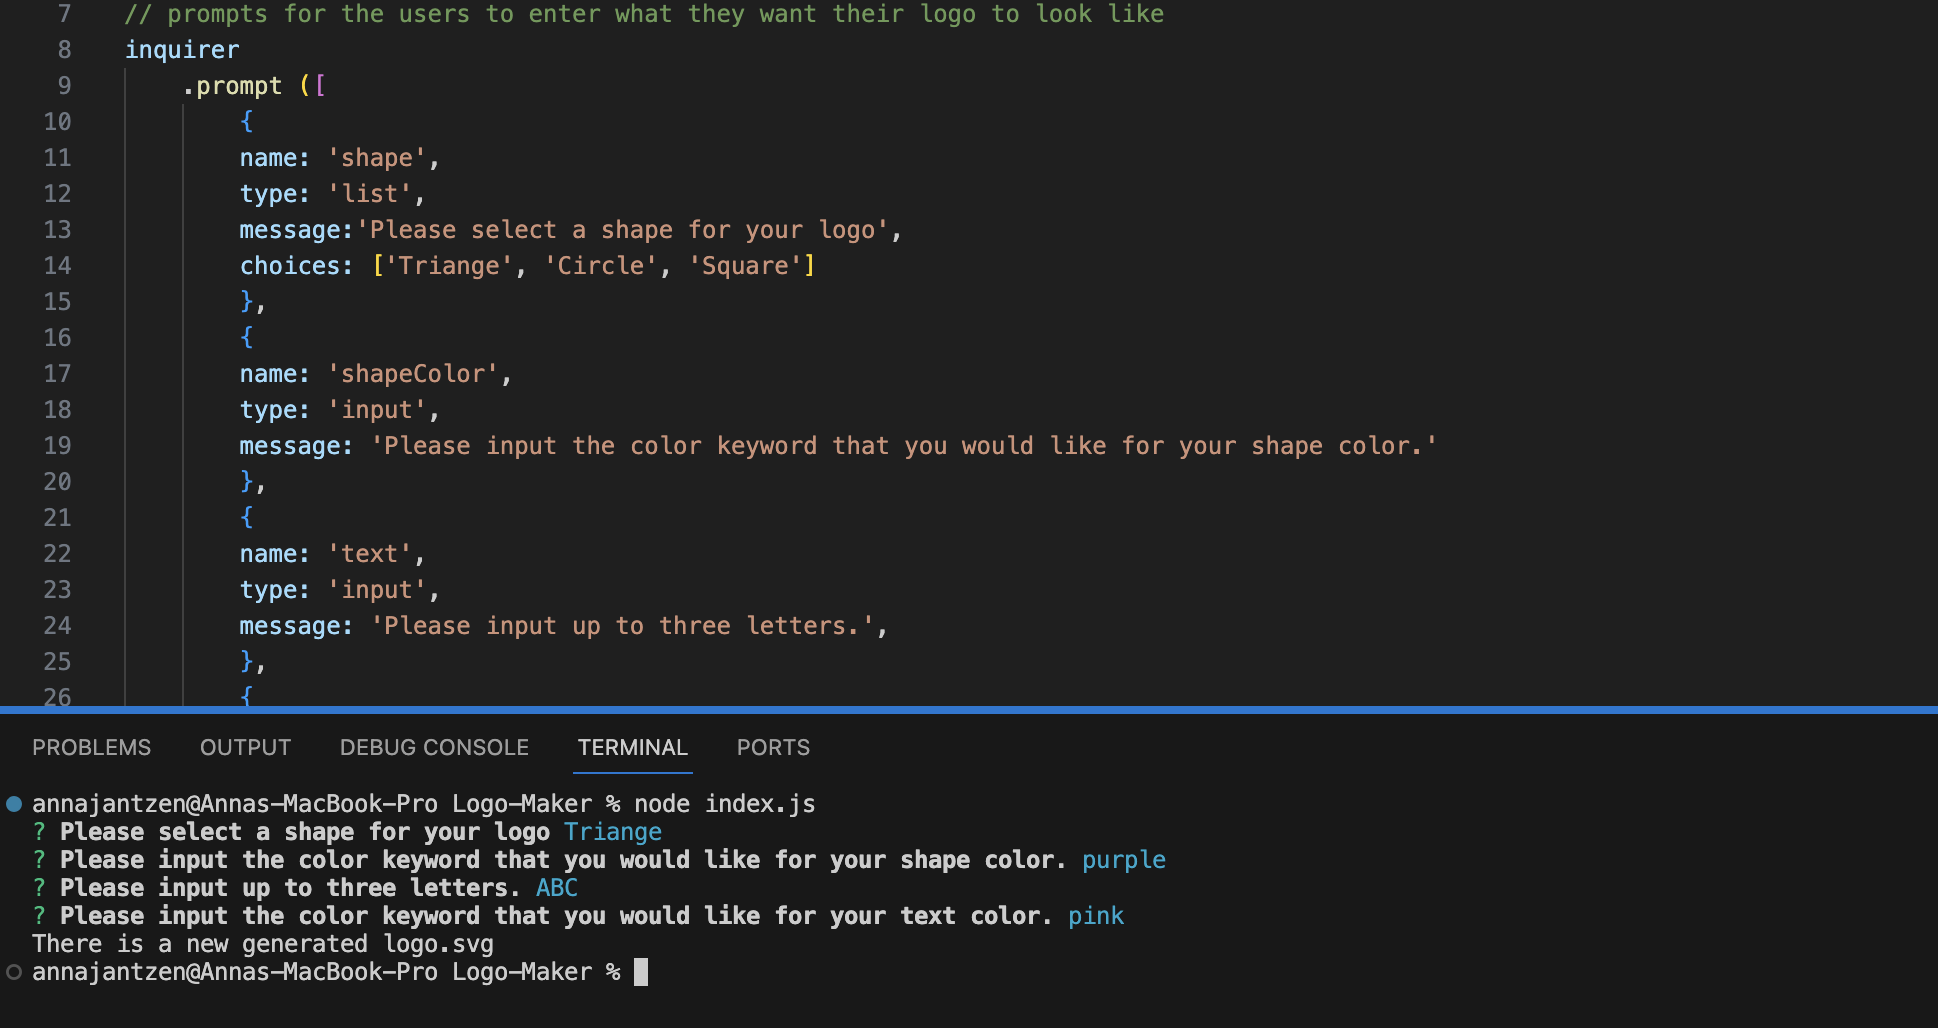 7 // prompts for the users to enter what they want their logo to look like
8 inquirer
9 .prompt ([
10 {
11 name: 'shape',
12 type: 'list',
13 message:'Please select a shape for your logo',
14 choices: ['Triange', 'Circle', 'Square']
15 },
16 {
17 name: 'shapeColor',
18 type: 'input',
19 message: 'Please input the color keyword that you would like for your shape color.'
20 },
21 {
22 name: 'text',
23 type: 'input',
24 message: 'Please input up to three letters.',
25 },
26 {
PROBLEMS OUTPUT DEBUG CONSOLE TERMINAL PORTS
annajantzen@Annas-MacBook-Pro Logo-Maker % node index.js
? Please select a shape for your logo Triange
? Please input the color keyword that you would like for your shape color. purple
? Please input up to three letters. ABC
? Please input the color keyword that you would like for your text color. pink
There is a new generated logo.svg
annajantzen@Annas-MacBook-Pro Logo-Maker %